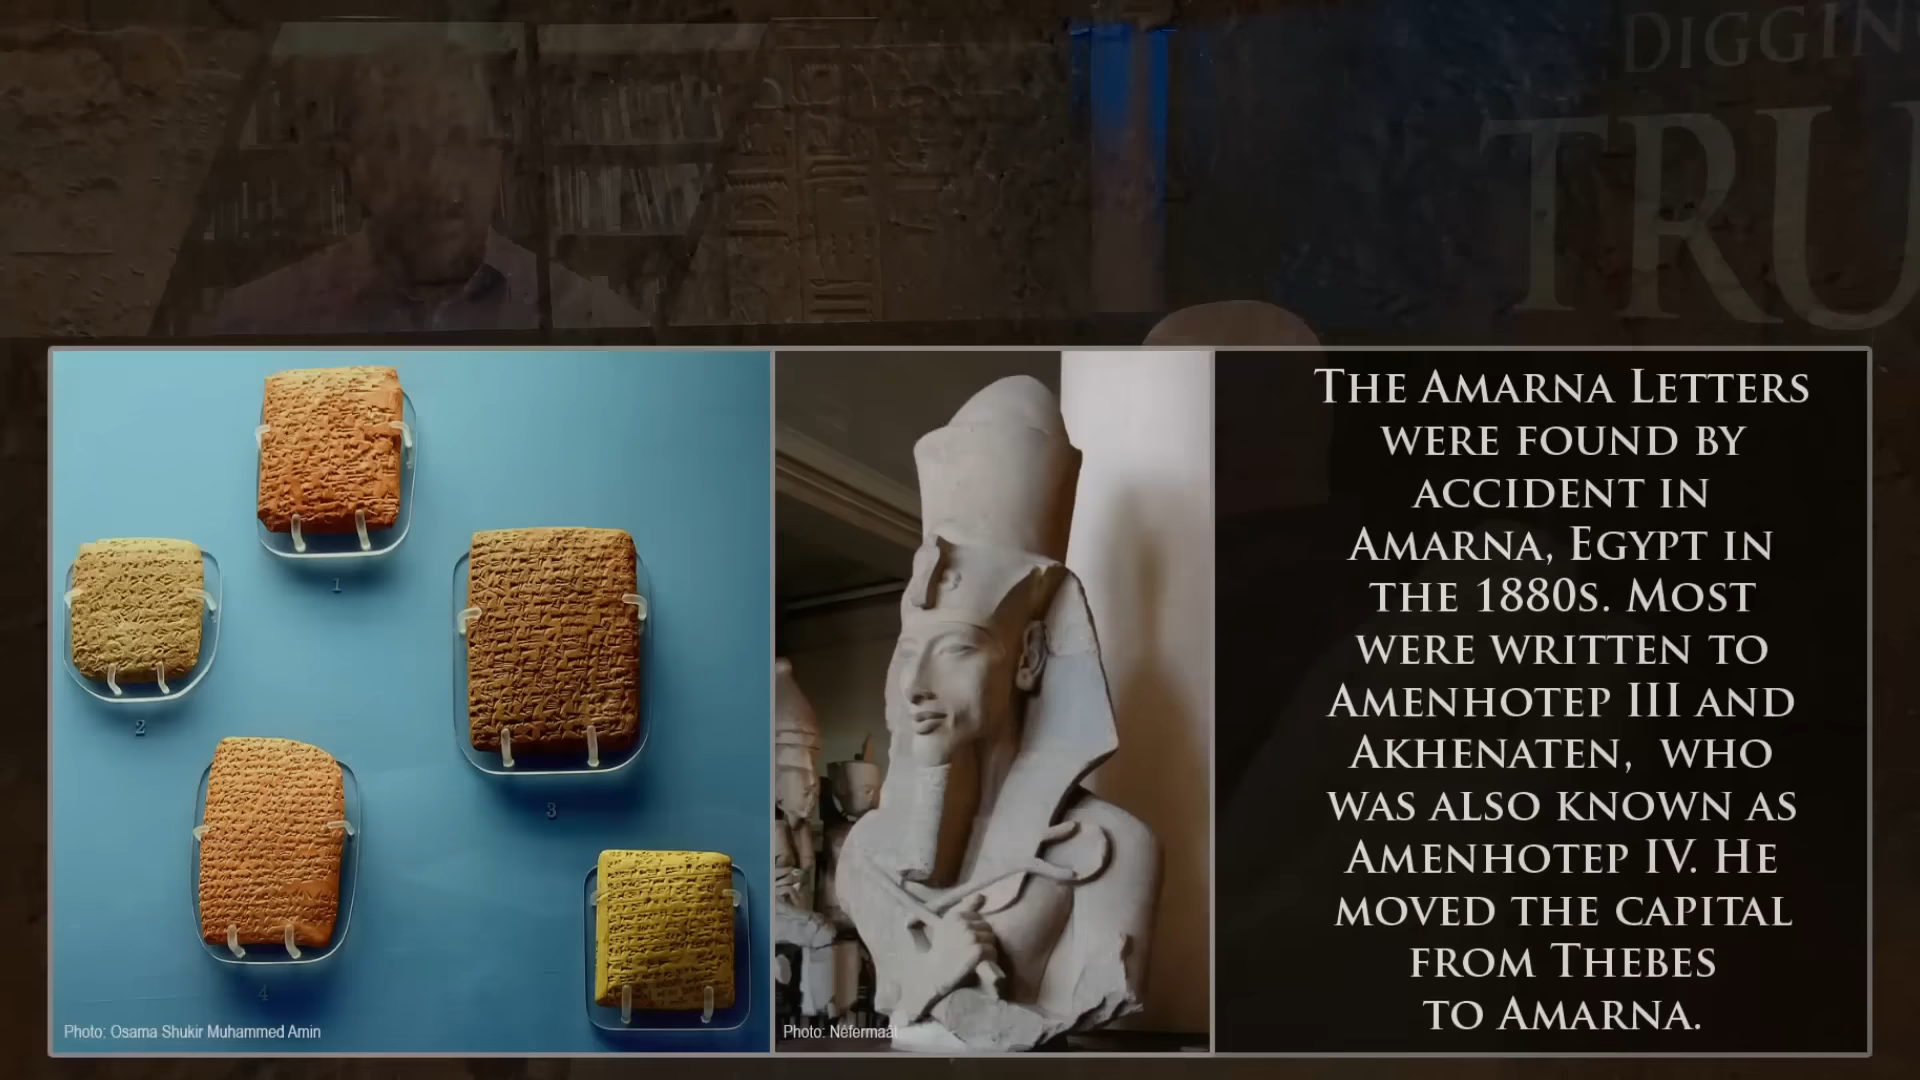 DIGGIN
TRU
THE AMARNA LETTERS
WERE FOUND BY
ACCIDENT IN
AMARNA, EGYPT IN
THE 1880S. MOST
WERE WRITTEN TO
AMENHOTEP III AND
AKHENATEN, WHO
WAS ALSO KNOWN AS
AMENHOTEP IV. HE
MOVED THE CAPITAL
FROM THEBES
TO AMARNA.
1
2
3
4
Photo: Osama Shukir Muhammed Amin
Photo: Néfermaât